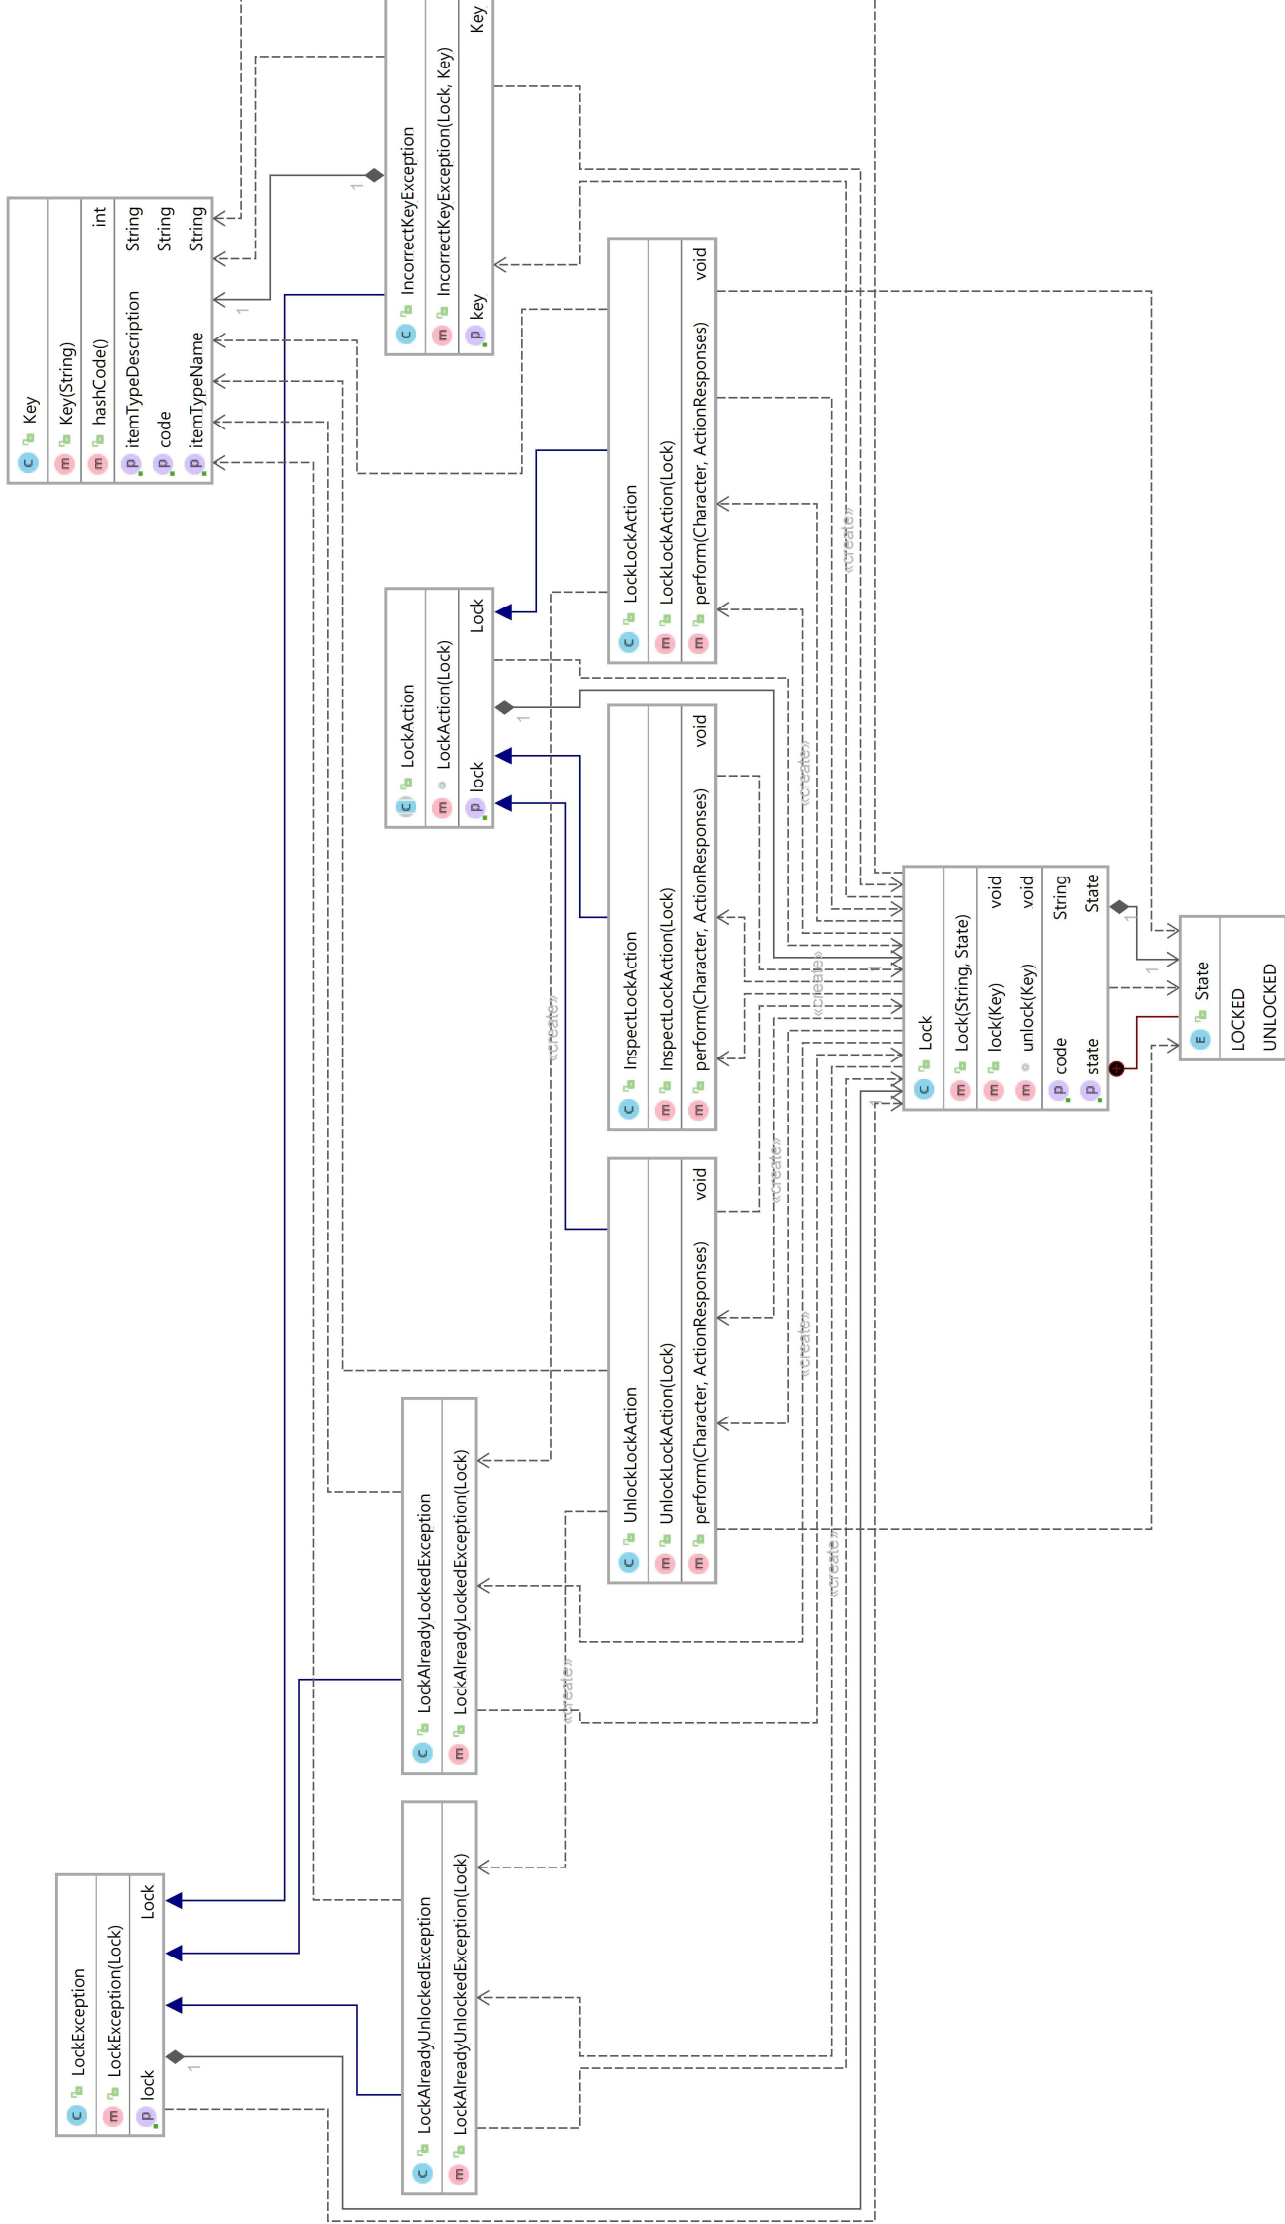 Key
Key(String)
hashCode() int
itemTypeDescription String
code String
itemTypeName String
1
1
IncorrectKeyException
IncorrectKeyException(Lock, Key)
key Key
LockAction
LockAction(Lock)
lock Lock
1
LockException
LockException(Lock)
lock Lock
1
LockAlreadyUnlockedException
LockAlreadyUnlockedException(Lock)
LockAlreadyLockedException
LockAlreadyLockedException(Lock)
UnlockLockAction
UnlockLockAction(Lock)
perform(Character, ActionResponses) void
InspectLockAction
InspectLockAction(Lock)
perform(Character, ActionResponses) void
LockLockAction
LockLockAction(Lock)
perform(Character, ActionResponses) void
«create»
«create»
«create»
«create»
«create»
«create»
«create»
«create»
1
1
Lock
Lock(String, State)
lock(Key) void
unlock(Key) void
code String
state State
1
1
State
LOCKED
UNLOCKED